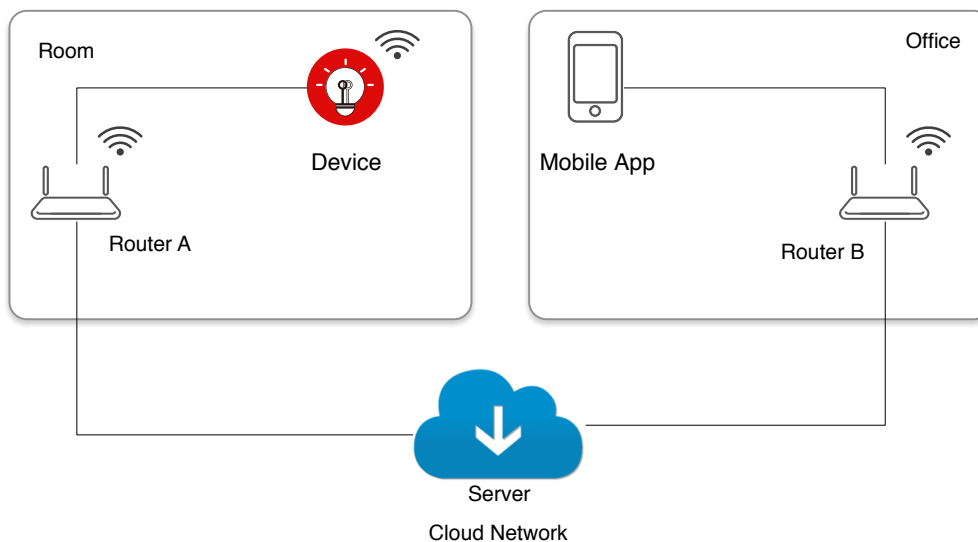 Room
Office
Device
Mobile App
Router A
Router B
Server
Cloud Network